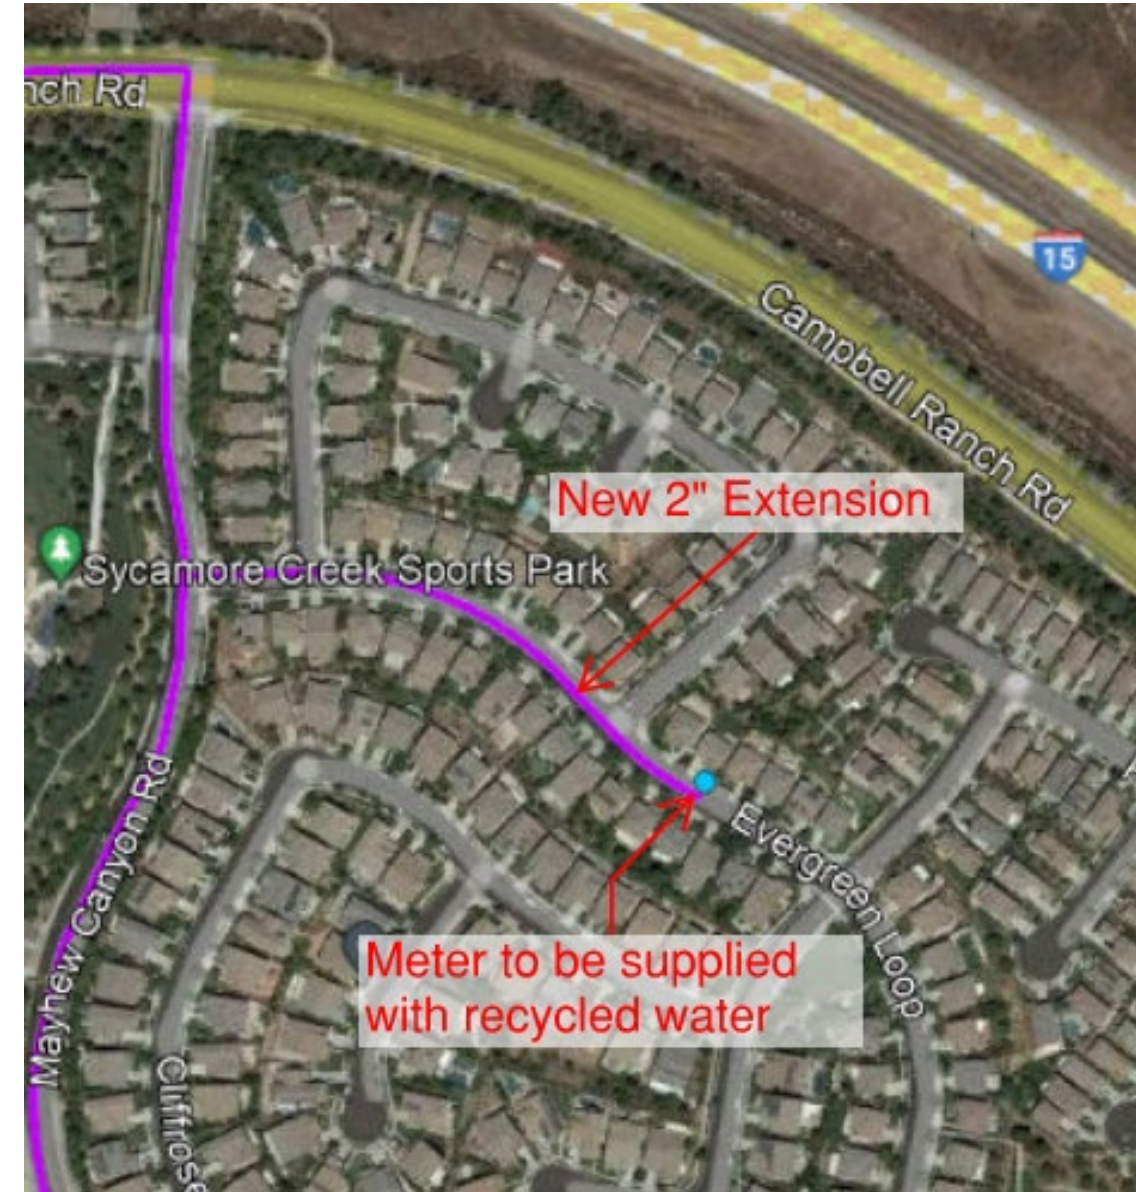 nch Rd
15
Campbell Ranch Rd
New 2" Extension
Sycamore Creek Sports Park
Mayhew Canyon Rd
Evergreen Loop
Meter to be supplied
with recycled water
Cliffrose